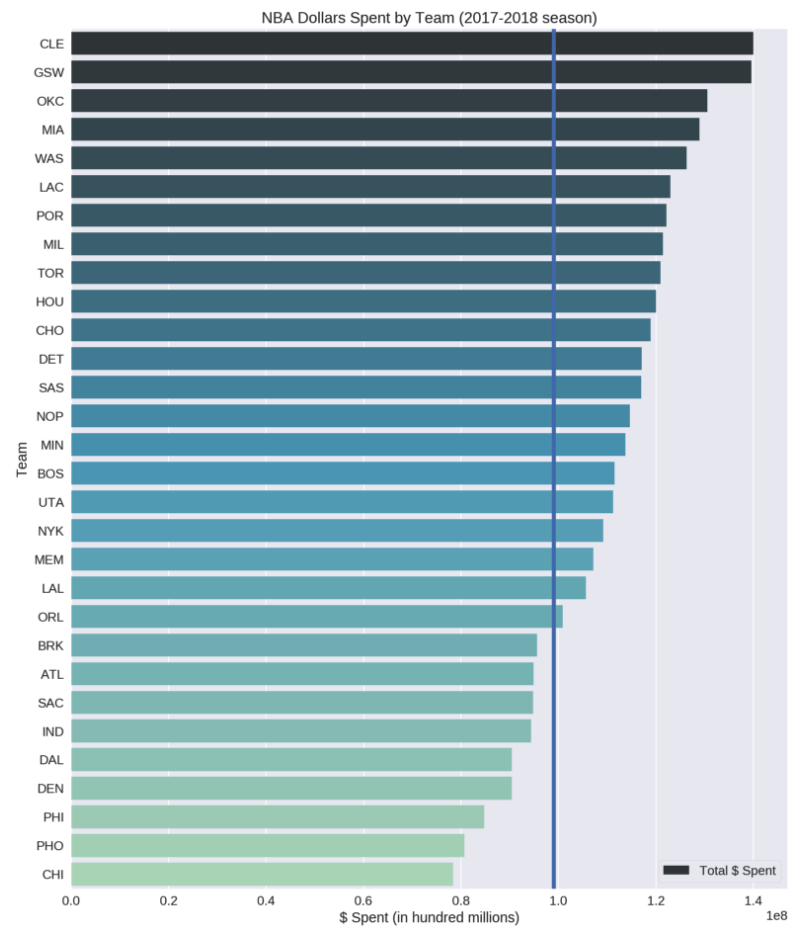 NBA Dollars Spent by Team (2017-2018 season)
CLE
GSW
OKC
MIA
WAS
LAC
POR
MIL
TOR
HOU
CHO
DET
SAS
NOP
MIN
BOS
UTA
NYK
MEM
LAL
ORL
BRK
ATL
SAC
IND
DAL
DEN
PHI
PHO
CHI
Team
Total $ Spent
0.0 0.2 0.4 0.6 0.8 1.0 1.2 1.4
1e8
$ Spent (in hundred millions)